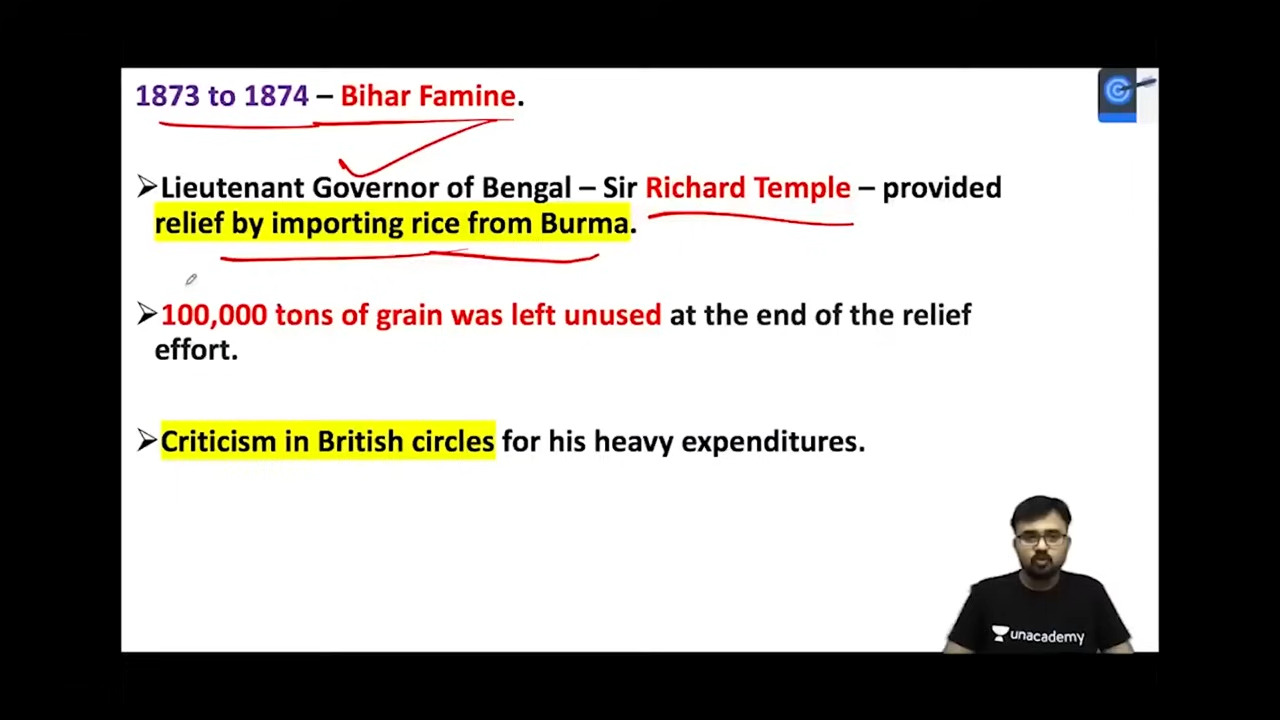 1873 to 1874 – Bihar Famine.
➢Lieutenant Governor of Bengal – Sir Richard Temple – provided
relief by importing rice from Burma.
➢100,000 tons of grain was left unused at the end of the relief
effort.
➢Criticism in British circles for his heavy expenditures.
unacademy